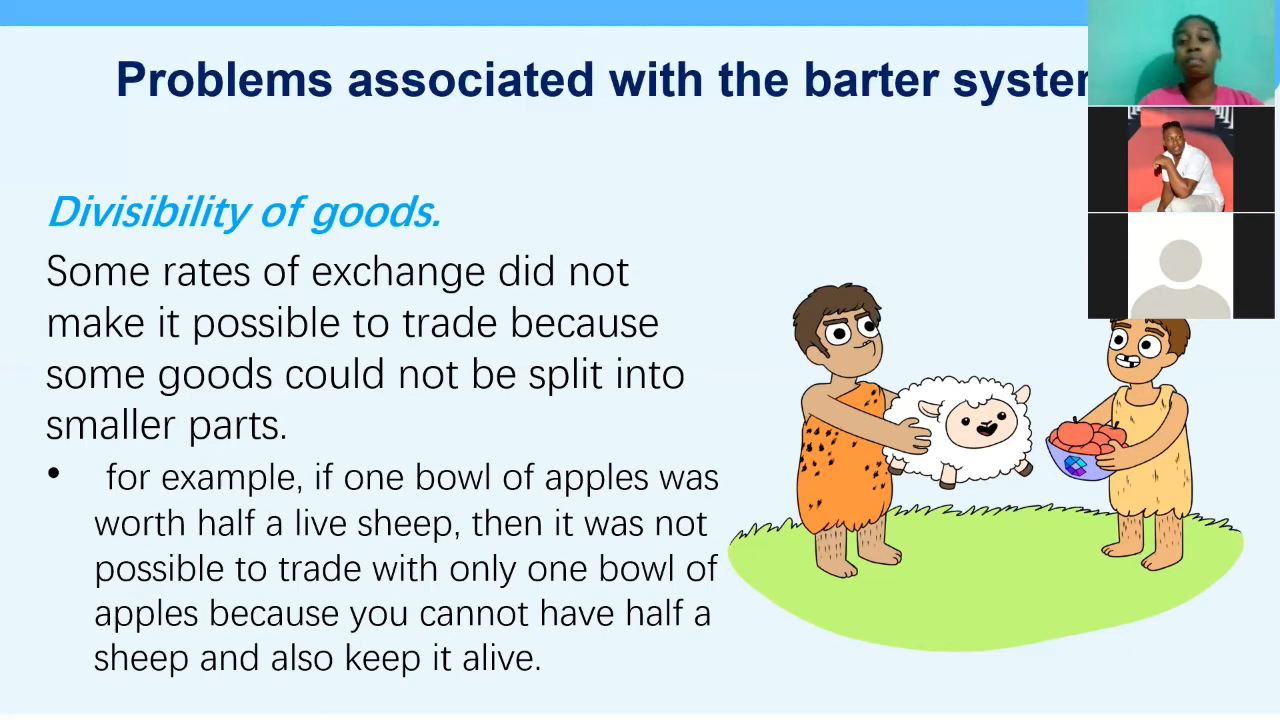 Problems associated with the barter system
Divisibility of goods.
Some rates of exchange did not
make it possible to trade because
some goods could not be split into
smaller parts.
• for example, if one bowl of apples was
worth half a live sheep, then it was not
possible to trade with only one bowl of
apples because you cannot have half a
sheep and also keep it alive.